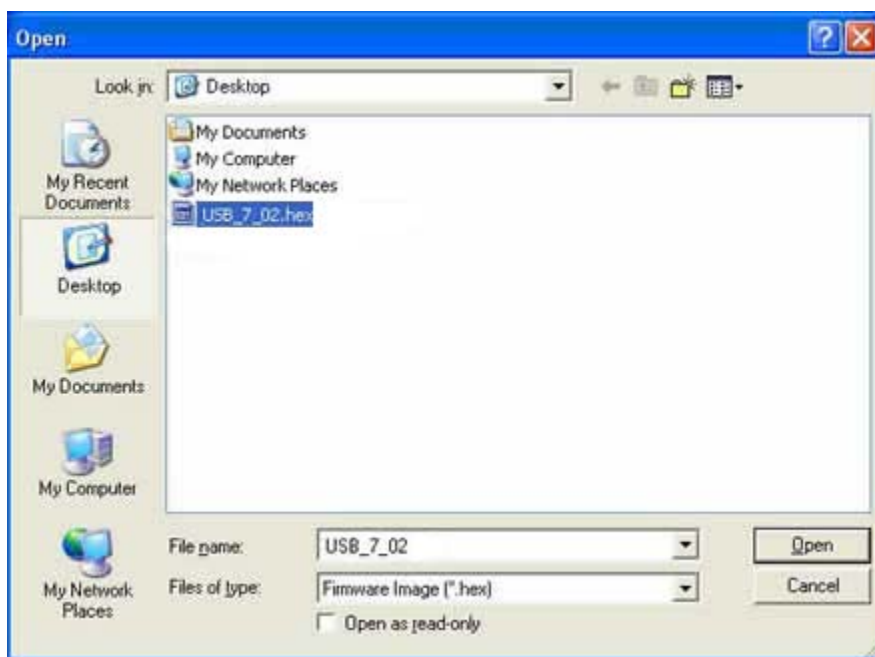 Open
Look in:
Desktop
My Documents
My Computer
My Network Places
USB_7_02.hex
My Recent
Documents
Desktop
My Documents
My Computer
My Network
Places
File name:
USB_7_02
Open
Files of type:
Firmware Image (*.hex)
Cancel
Open as read-only